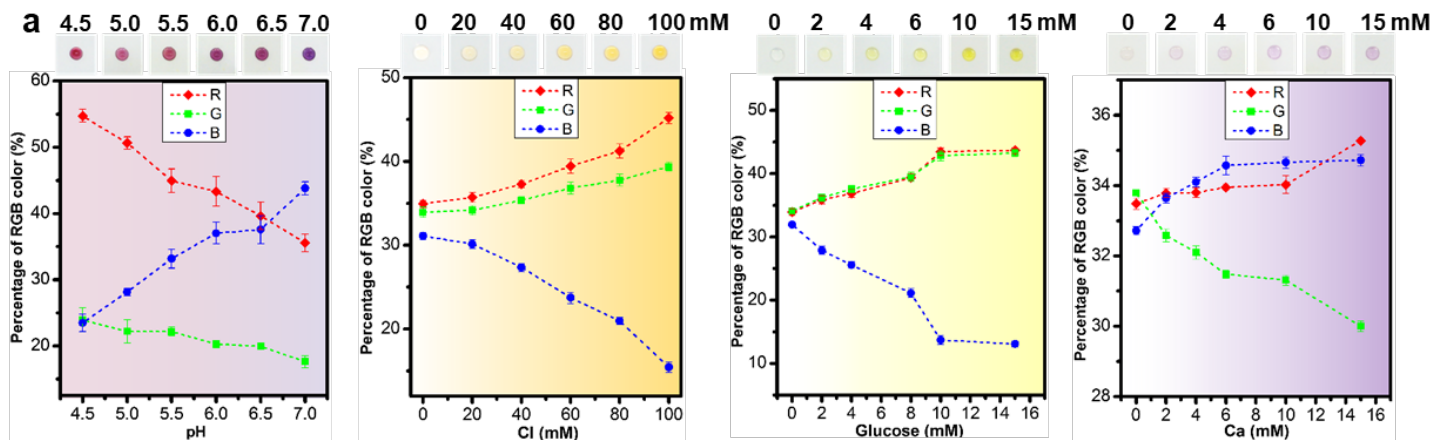 a
4.5 5.0 5.5 6.0 6.5 7.0
0 20 40 60 80 100 mM
0 2 4 6 10 15 mM
0 2 4 6 10 15 mM
Percentage of RGB color (%)
60
50
40
30
20
R
G
B
4.5 5.0 5.5 6.0 6.5 7.0
pH
Percentage of RGB color (%)
50
40
30
20
R
G
B
0 20 40 60 80 100
Cl (mM)
Percentage of RGB color (%)
50
40
30
20
10
R
G
B
0 2 4 6 8 10 12 14 16
Glucose (mM)
Percentage of RGB color (%)
36
34
32
30
28
R
G
B
0 2 4 6 8 10 12 14 16
Ca (mM)